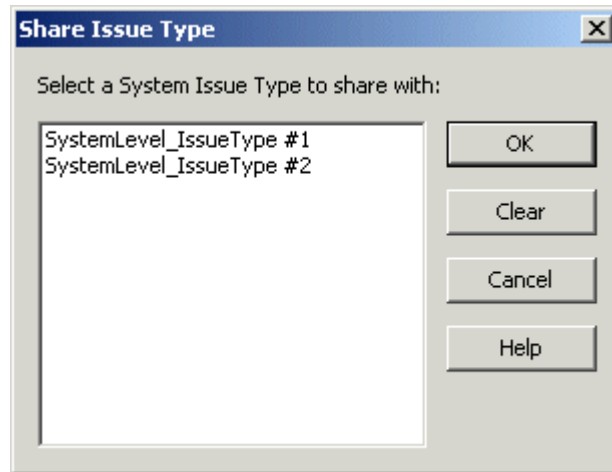 Share Issue Type
Select a System Issue Type to share with:
SystemLevel_IssueType #1
SystemLevel_IssueType #2
OK
Clear
Cancel
Help